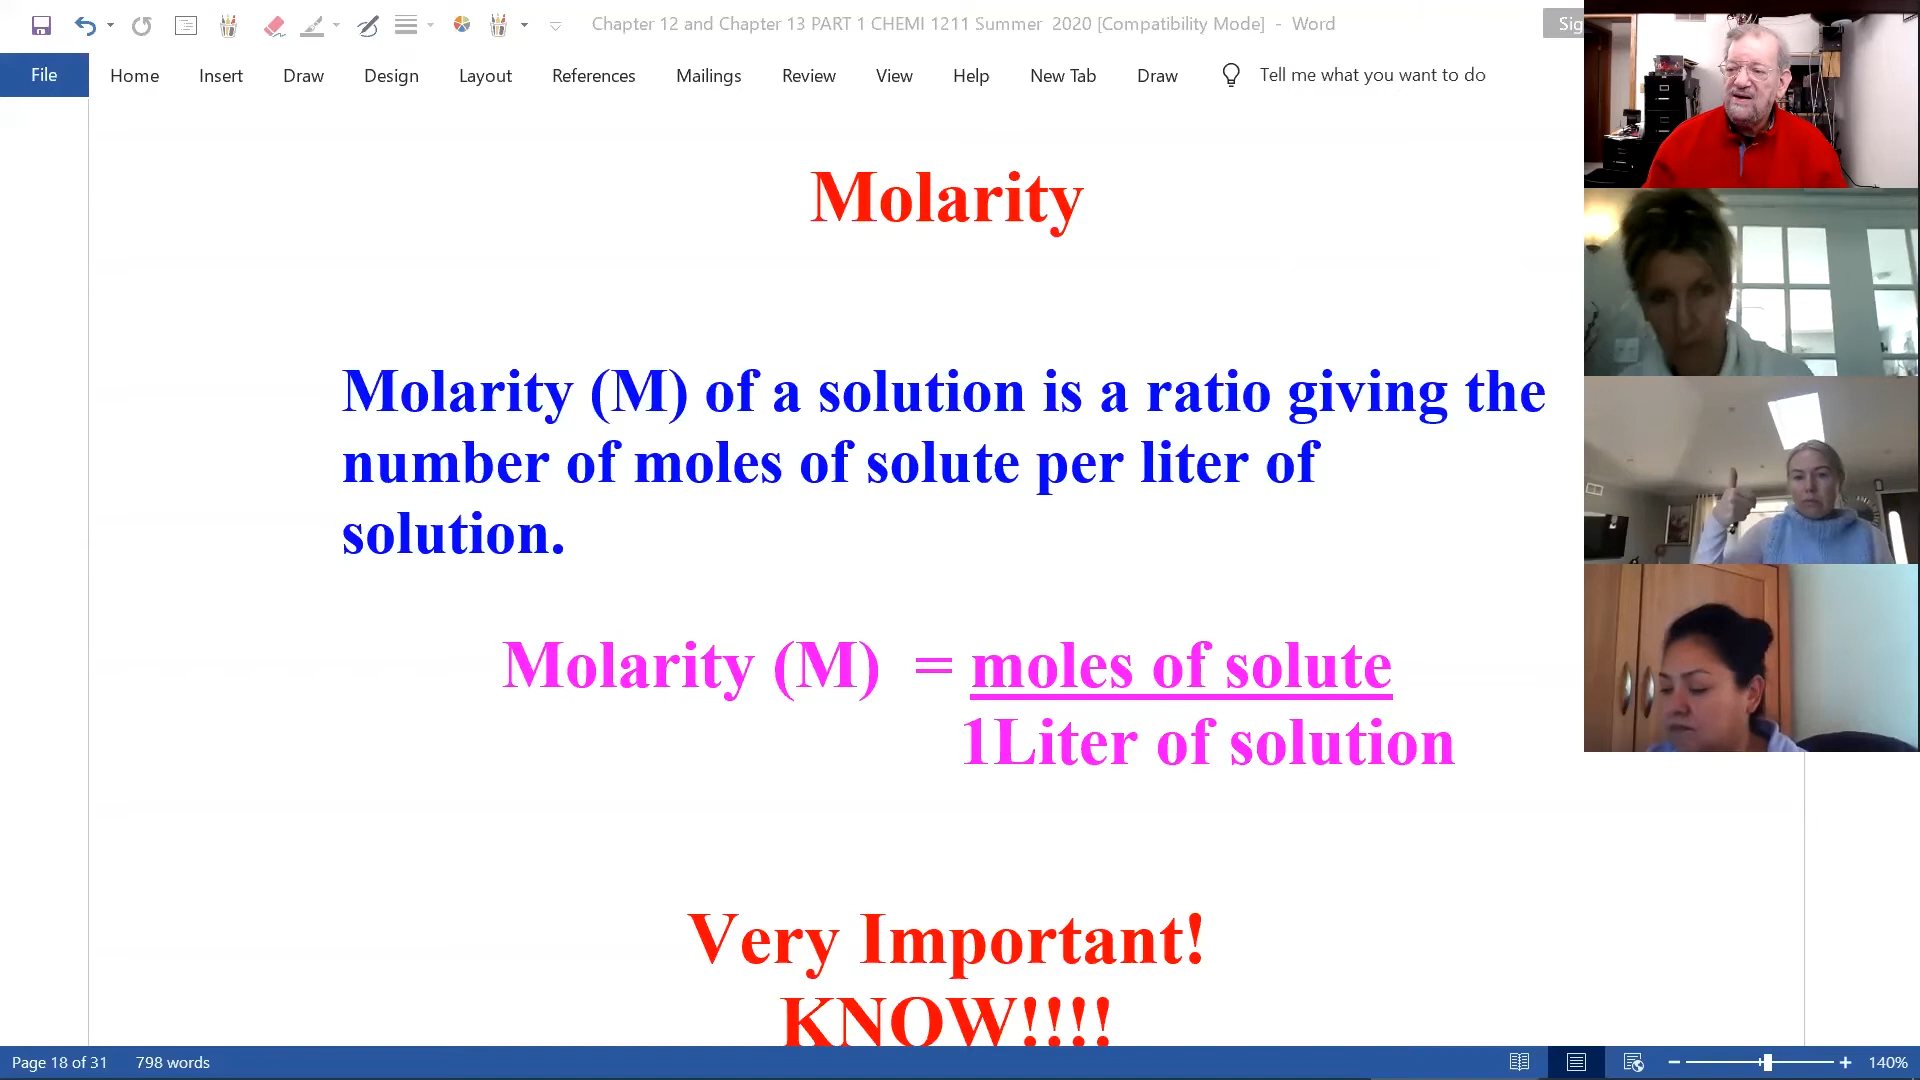 Chapter 12 and Chapter 13 PART 1 CHEMI 1211 Summer 2020 [Compatibility Mode] - Word
File Home Insert Draw Design Layout References Mailings Review View Help New Tab Draw Tell me what you want to do
Molarity
Molarity (M) of a solution is a ratio giving the
number of moles of solute per liter of
solution.
Molarity (M) = moles of solute
1Liter of solution
Very Important!
KNOW!!!!
Page 18 of 31 798 words 140%